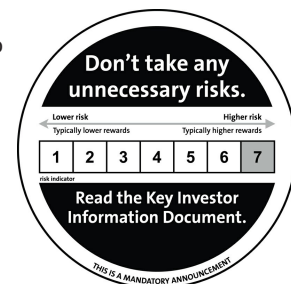 Don't take any
unnecessary risks.
Lower risk Higher risk
Typically lower rewards Typically higher rewards
1 2 3 4 5 6 7
risk indicator
Read the Key Investor
Information Document.
THIS IS A MANDATORY ANNOUNCEMENT